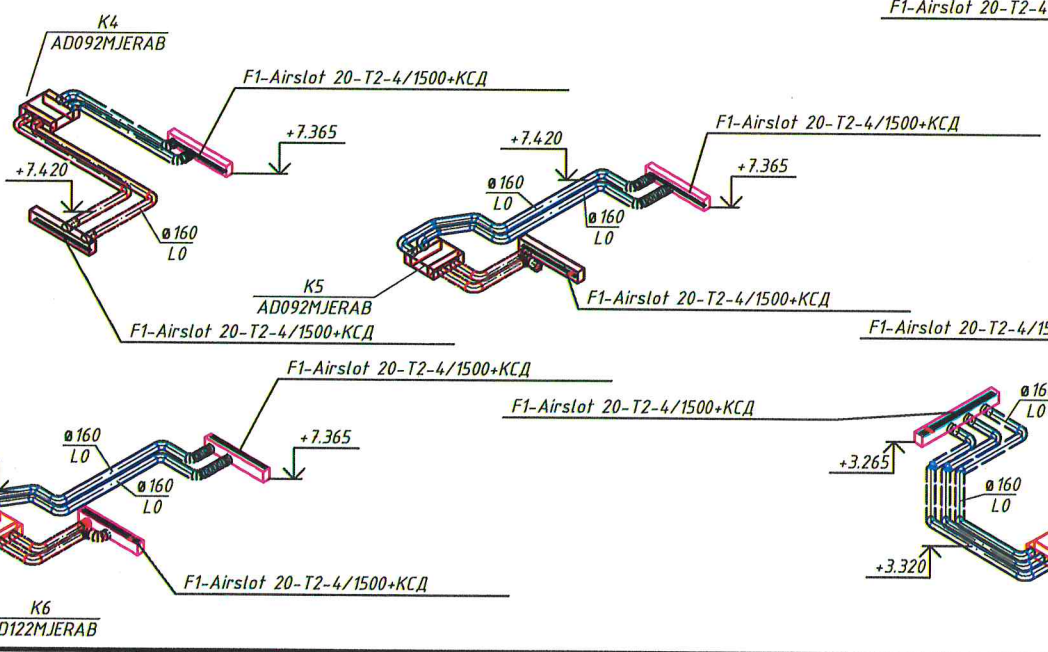 F1-Airslot 20-T2-4
K4
AD092MJERAB
F1-Airslot 20-T2-4/1500+КСД
+7.365
+7.420
F1-Airslot 20-T2-4/1500+КСД
+7.365
+7.420
ø160
L0
ø160
L0
ø160
L0
K5
AD092MJERAB
F1-Airslot 20-T2-4/1500+КСД
F1-Airslot 20-T2-4/1500+КСД
F1-Airslot 20-T2-4/15
F1-Airslot 20-T2-4/1500+КСД
F1-Airslot 20-T2-4/1500+КСД
ø16
L0
ø160
L0
+7.365
+3.265
ø160
L0
ø160
L0
+3.320
F1-Airslot 20-T2-4/1500+КСД
K6
D122MJERAB